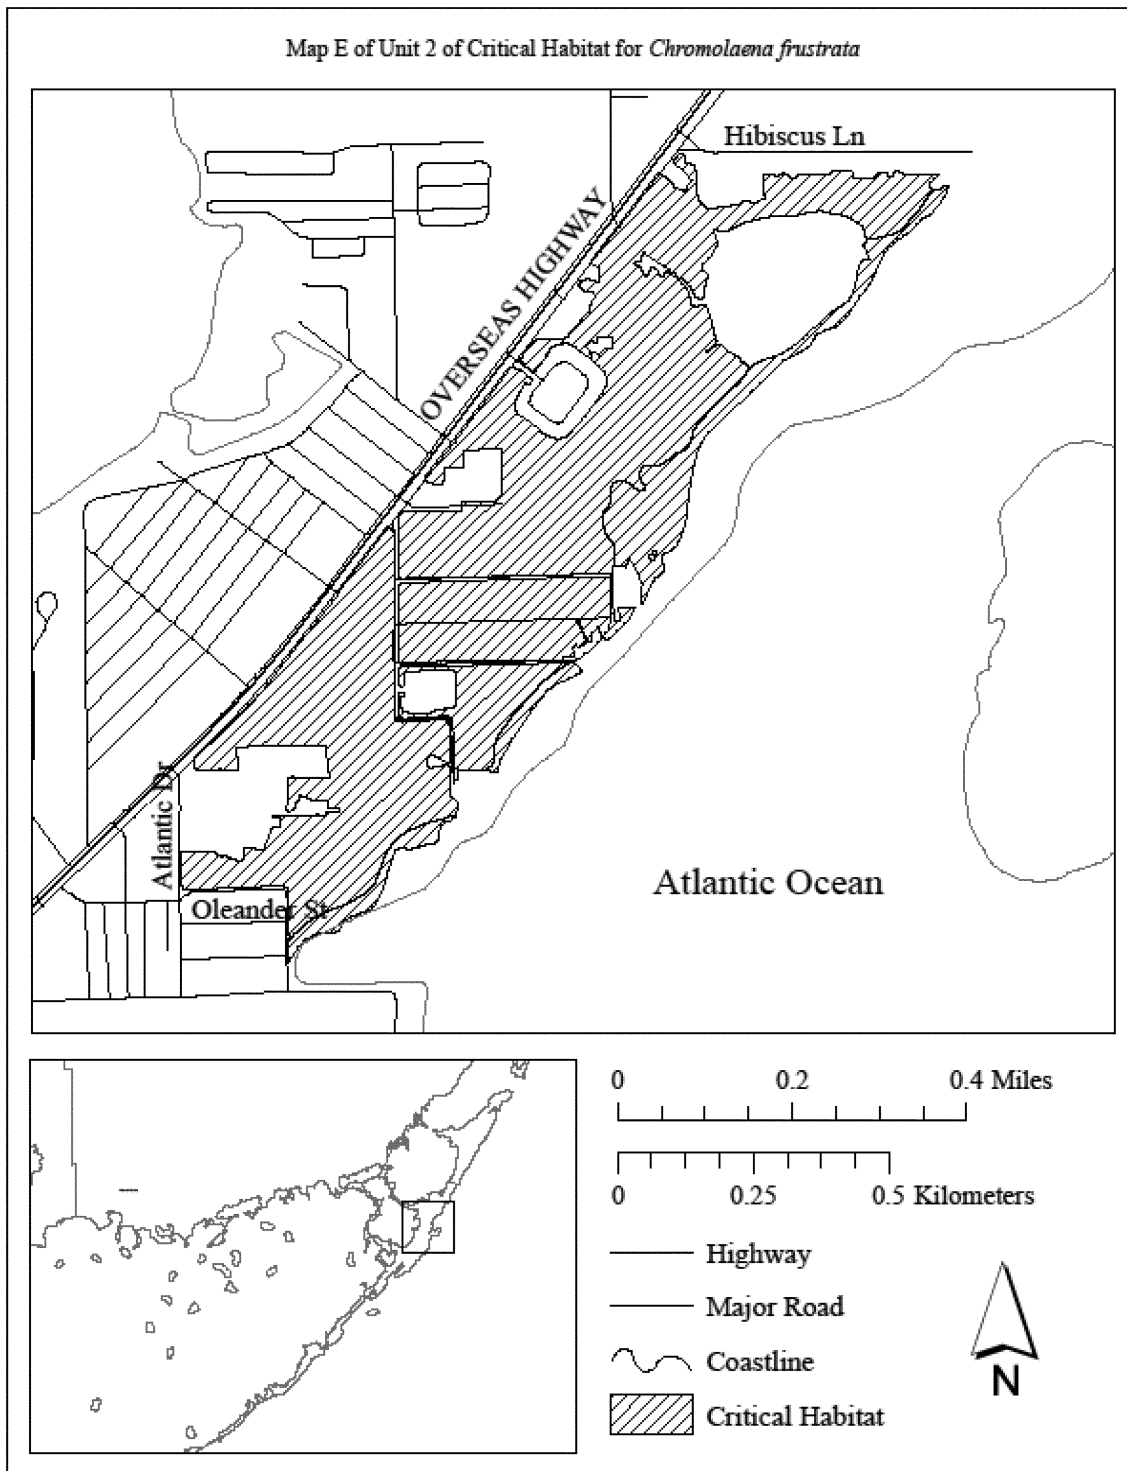 Map E of Unit 2 of Critical Habitat for Chromolaena frustrata
Hibiscus Ln
OVERSEAS HIGHWAY
Atlantic Dr
Oleander St
Atlantic Ocean
0 0.2 0.4 Miles
0 0.25 0.5 Kilometers
Highway
Major Road
Coastline
Critical Habitat
N